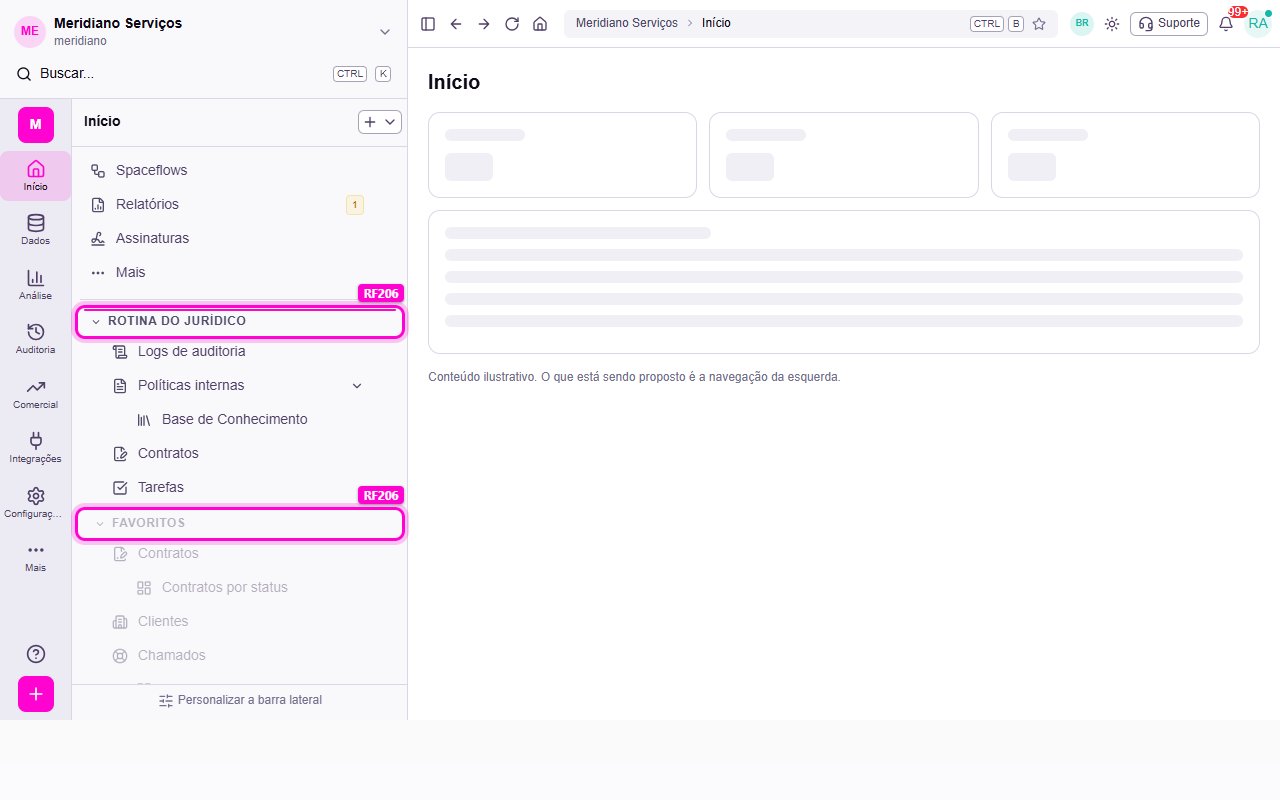 ME
Meridiano Serviços
meridiano
Buscar...
CTRL K
M
Início
Dados
Análise
Auditoria
Comercial
Integrações
Configuraç...
Mais
Início
Spaceflows
Relatórios 1
Assinaturas
Mais
RF206
ROTINA DO JURÍDICO
Logs de auditoria
Políticas internas
Base de Conhecimento
Contratos
Tarefas
RF206
FAVORITOS
Contratos
Contratos por status
Clientes
Chamados
Personalizar a barra lateral
Meridiano Serviços > Início
CTRL B
BR
Suporte
99+
RA
Início
Conteúdo ilustrativo. O que está sendo proposto é a navegação da esquerda.